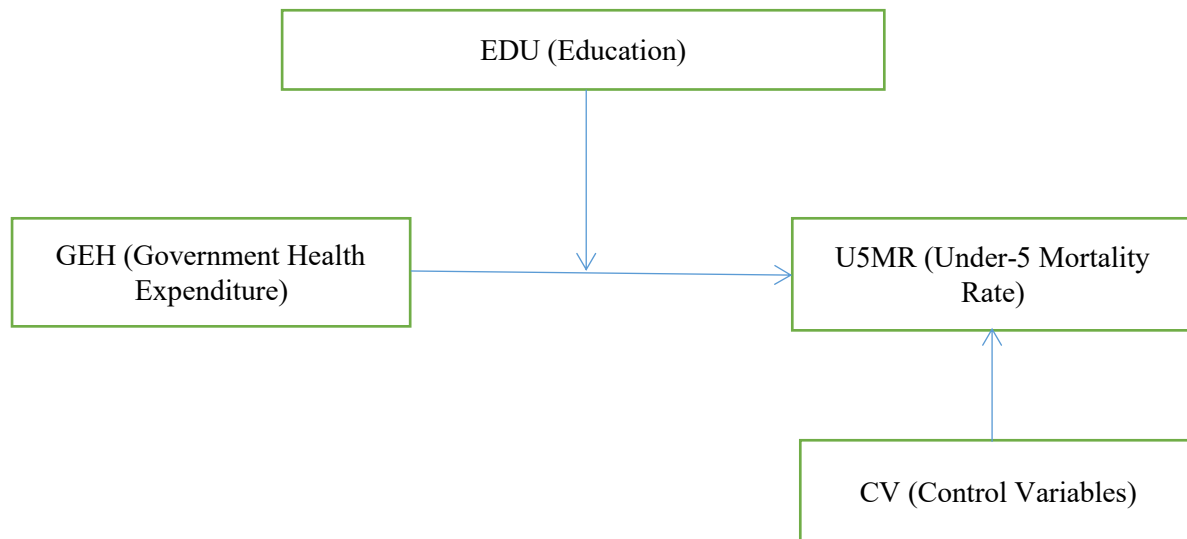 EDU (Education)
GEH (Government Health
Expenditure)
U5MR (Under-5 Mortality
Rate)
CV (Control Variables)